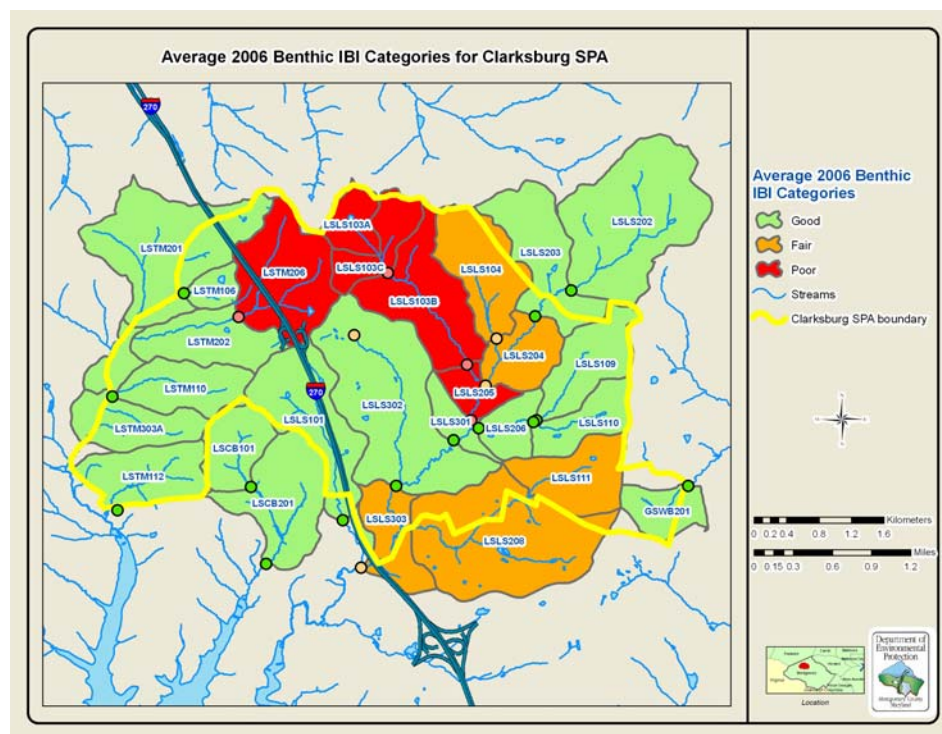 Average 2006 Benthic IBI Categories for Clarksburg SPA
270
LSLS202
LSLS103A
LSTM201
LSLS203
LSLS103C
LSLS104
LSTM206
LSTM106
LSLS103B
LSTM202
LSLS204
LSLS109
LSTM110
LSLS205
270
LSLS302
LSLS101
LSLS301
LSLS206
LSLS110
LSTM303A
LSCB101
LSTM112
LSLS111
LSCB201
GSWB201
LSLS303
LSLS208
Average 2006 Benthic
IBI Categories
Good
Fair
Poor
Streams
Clarksburg SPA boundary
Kilometers
0 0.2 0.4 0.8 1.2 1.6
Miles
0 0.15 0.3 0.6 0.9 1.2
Location
Department of
Environmental
Protection
Montgomery County
Maryland